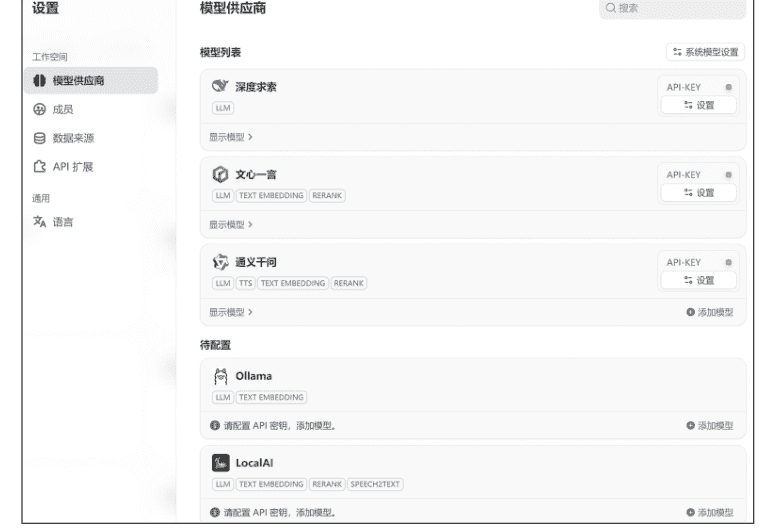 设置
模型供应商
搜索
工作空间
模型供应商
成员
数据来源
API 扩展
通用
语言
模型列表
系统模型设置
深度求索
LLM
API-KEY
设置
显示模型
文心一言
LLM TEXT EMBEDDING RERANK
API-KEY
设置
显示模型
通义千问
LLM TTS TEXT EMBEDDING RERANK
API-KEY
设置
显示模型
添加模型
待配置
Ollama
LLM TEXT EMBEDDING
请配置 API 密钥，添加模型。
添加模型
LocalAI
LLM TEXT EMBEDDING RERANK SPEECH2TEXT
请配置 API 密钥，添加模型。
添加模型